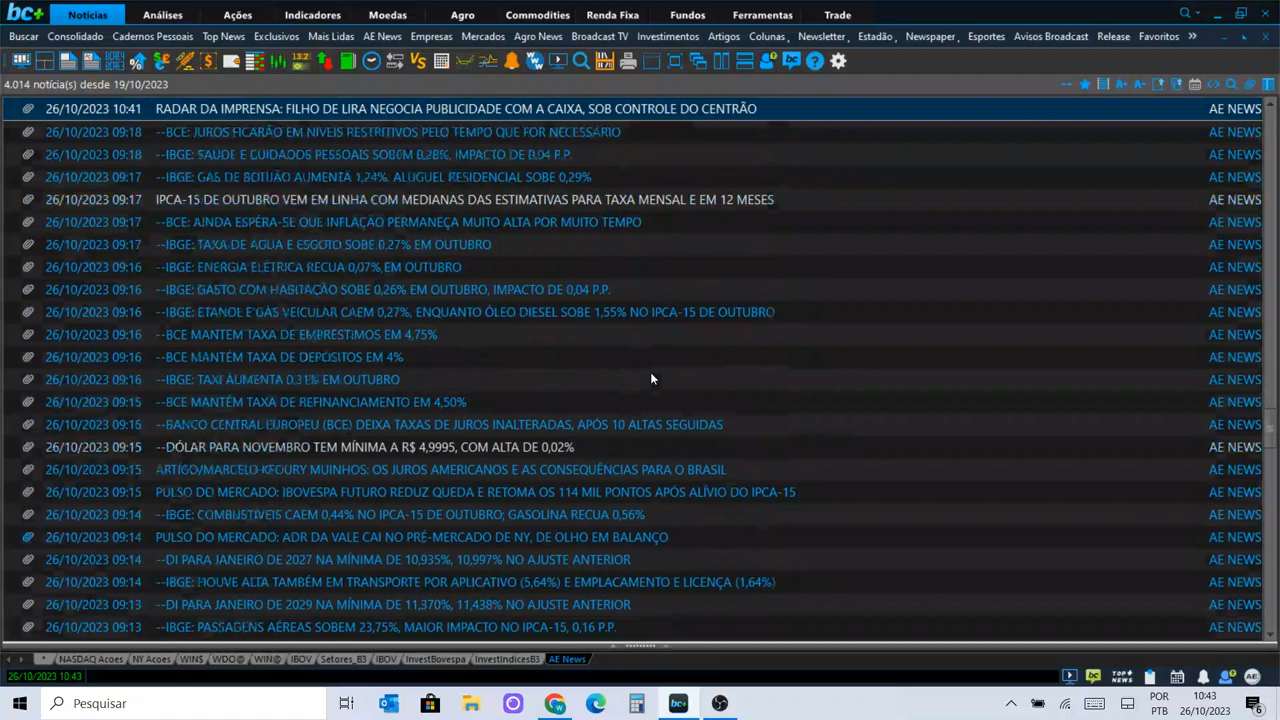 bc+ Notícias Análises Ações Indicadores Moedas Agro Commodities Renda Fixa Fundos Ferramentas Trade
Buscar Consolidado Cadernos Pessoais Top News Exclusivos Mais Lidas AE News Empresas Mercados Agro News Broadcast TV Investimentos Artigos Colunas Newsletter Estadão Newspaper Esportes Avisos Broadcast Release Favoritos
4.014 notícia(s) desde 19/10/2023
26/10/2023 10:41 RADAR DA IMPRENSA: FILHO DE LIRA NEGOCIA PUBLICIDADE COM A CAIXA, SOB CONTROLE DO CENTRÃO AE NEWS
26/10/2023 09:18 --BCE: JUROS FICARÃO EM NÍVEIS RESTRITIVOS PELO TEMPO QUE FOR NECESSÁRIO AE NEWS
26/10/2023 09:18 --IBGE: SAÚDE E CUIDADOS PESSOAIS SOBEM 0,28%, IMPACTO DE 0,04 P.P. AE NEWS
26/10/2023 09:17 --IBGE: GÁS DE BOTIJÃO AUMENTA 1,24%, ALUGUEL RESIDENCIAL SOBE 0,29% AE NEWS
26/10/2023 09:17 IPCA-15 DE OUTUBRO VEM EM LINHA COM MEDIANAS DAS ESTIMATIVAS PARA TAXA MENSAL E EM 12 MESES AE NEWS
26/10/2023 09:17 --BCE: AINDA ESPERA-SE QUE INFLAÇÃO PERMANEÇA MUITO ALTA POR MUITO TEMPO AE NEWS
26/10/2023 09:17 --IBGE: TAXA DE ÁGUA E ESGOTO SOBE 0,27% EM OUTUBRO AE NEWS
26/10/2023 09:16 --IBGE: ENERGIA ELÉTRICA RECUA 0,07% EM OUTUBRO AE NEWS
26/10/2023 09:16 --IBGE: GASTO COM HABITAÇÃO SOBE 0,26% EM OUTUBRO, IMPACTO DE 0,04 P.P. AE NEWS
26/10/2023 09:16 --IBGE: ETANOL E GÁS VEICULAR CAEM 0,27%, ENQUANTO ÓLEO DIESEL SOBE 1,55% NO IPCA-15 DE OUTUBRO AE NEWS
26/10/2023 09:16 --BCE MANTÉM TAXA DE EMPRÉSTIMOS EM 4,75% AE NEWS
26/10/2023 09:16 --BCE MANTÉM TAXA DE DEPÓSITOS EM 4% AE NEWS
26/10/2023 09:16 --IBGE: TAXI AUMENTA 0,31% EM OUTUBRO AE NEWS
26/10/2023 09:15 --BCE MANTÉM TAXA DE REFINANCIAMENTO EM 4,50% AE NEWS
26/10/2023 09:15 --BANCO CENTRAL EUROPEU (BCE) DEIXA TAXAS DE JUROS INALTERADAS, APÓS 10 ALTAS SEGUIDAS AE NEWS
26/10/2023 09:15 --DÓLAR PARA NOVEMBRO TEM MÍNIMA A R$ 4,9995, COM ALTA DE 0,02% AE NEWS
26/10/2023 09:15 ARTIGO/MARCELO KFOURY MUINHOS: OS JUROS AMERICANOS E AS CONSEQUÊNCIAS PARA O BRASIL AE NEWS
26/10/2023 09:15 PULSO DO MERCADO: IBOVESPA FUTURO REDUZ QUEDA E RETOMA OS 114 MIL PONTOS APÓS ALÍVIO DO IPCA-15 AE NEWS
26/10/2023 09:14 --IBGE: COMBUSTÍVEIS CAEM 0,44% NO IPCA-15 DE OUTUBRO; GASOLINA RECUA 0,56% AE NEWS
26/10/2023 09:14 PULSO DO MERCADO: ADR DA VALE CAI NO PRÉ-MERCADO DE NY, DE OLHO EM BALANÇO AE NEWS
26/10/2023 09:14 --DI PARA JANEIRO DE 2027 NA MÍNIMA DE 10,935%, 10,997% NO AJUSTE ANTERIOR AE NEWS
26/10/2023 09:14 --IBGE: HOUVE ALTA TAMBÉM EM TRANSPORTE POR APLICATIVO (5,64%) E EMPLACAMENTO E LICENÇA (1,64%) AE NEWS
26/10/2023 09:13 --DI PARA JANEIRO DE 2029 NA MÍNIMA DE 11,370%, 11,438% NO AJUSTE ANTERIOR AE NEWS
26/10/2023 09:13 --IBGE: PASSAGENS AÉREAS SOBEM 23,75%, MAIOR IMPACTO NO IPCA-15, 0,16 P.P. AE NEWS
* NASDAQ Acoes NY Acoes WIN$ WDO@ WIN@ IBOV Setores_B3 IBOV InvestBovespa InvestIndicesB3 AE News
26/10/2023 10:43 bc+ TOP NEWS AE
Pesquisar bc+ POR PTB 10:43 26/10/2023 6